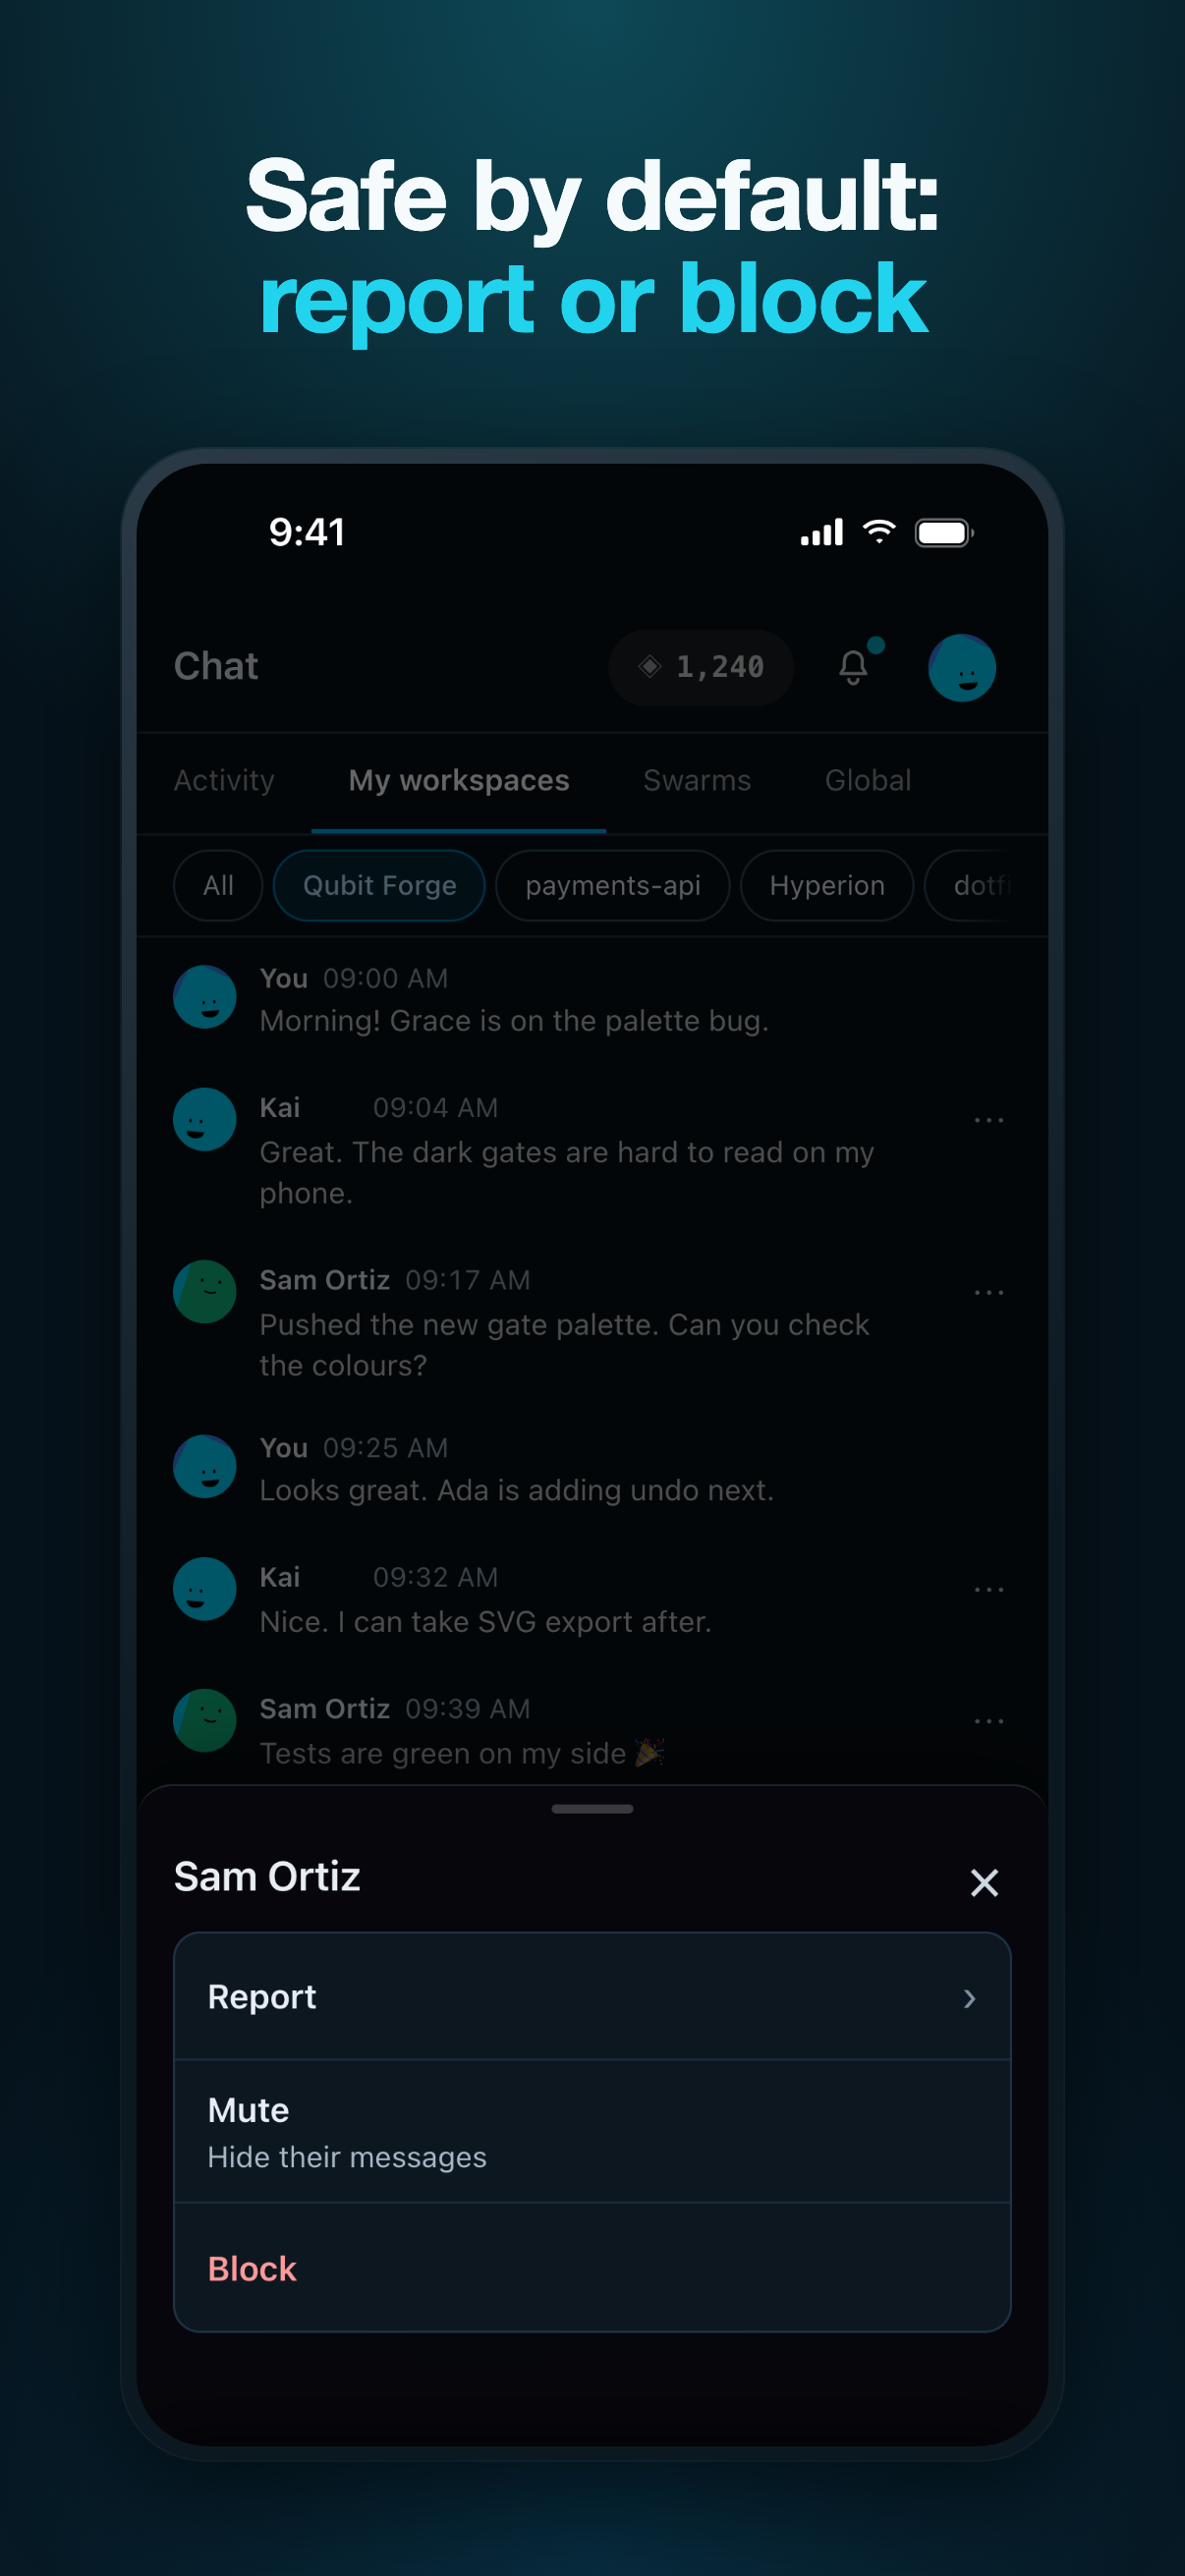 Safe by default:
report or block
9:41
Chat
1,240
Activity My workspaces Swarms Global
All Qubit Forge payments-api Hyperion dotfi
You 09:00 AM
Morning! Grace is on the palette bug.
Kai 09:04 AM
Great. The dark gates are hard to read on my
phone.
Sam Ortiz 09:17 AM
Pushed the new gate palette. Can you check
the colours?
You 09:25 AM
Looks great. Ada is adding undo next.
Kai 09:32 AM
Nice. I can take SVG export after.
Sam Ortiz 09:39 AM
Tests are green on my side 🎉
Sam Ortiz
Report
Mute
Hide their messages
Block